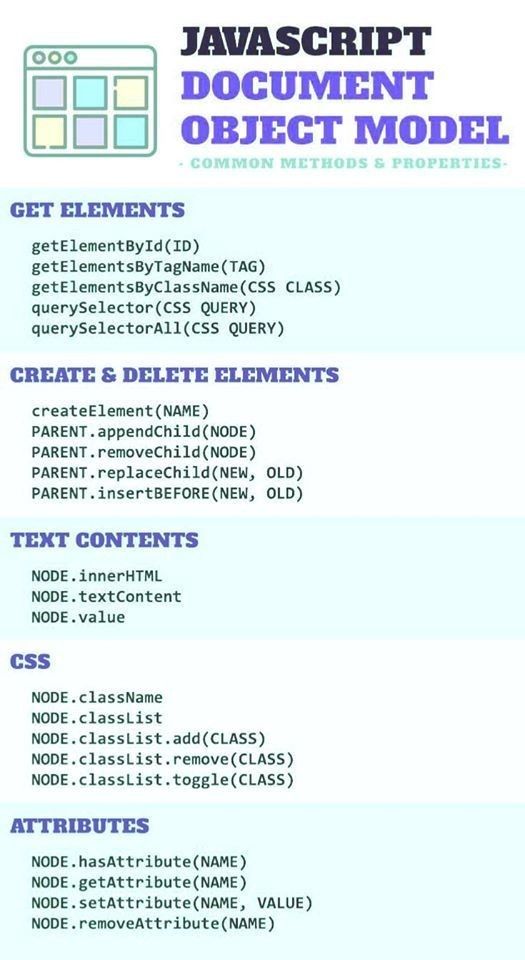 JAVASCRIPT
DOCUMENT
OBJECT MODEL
- COMMON METHODS & PROPERTIES-
GET ELEMENTS
getElementById(ID)
getElementsByTagName(TAG)
getElementsByClassName(CSS CLASS)
querySelector(CSS QUERY)
querySelectorAll(CSS QUERY)
CREATE & DELETE ELEMENTS
createElement(NAME)
PARENT.appendChild(NODE)
PARENT.removeChild(NODE)
PARENT.replaceChild(NEW, OLD)
PARENT.insertBEFORE(NEW, OLD)
TEXT CONTENTS
NODE.innerHTML
NODE.textContent
NODE.value
CSS
NODE.className
NODE.classList
NODE.classList.add(CLASS)
NODE.classList.remove(CLASS)
NODE.classList.toggle(CLASS)
ATTRIBUTES
NODE.hasAttribute(NAME)
NODE.getAttribute(NAME)
NODE.setAttribute(NAME, VALUE)
NODE.removeAttribute(NAME)